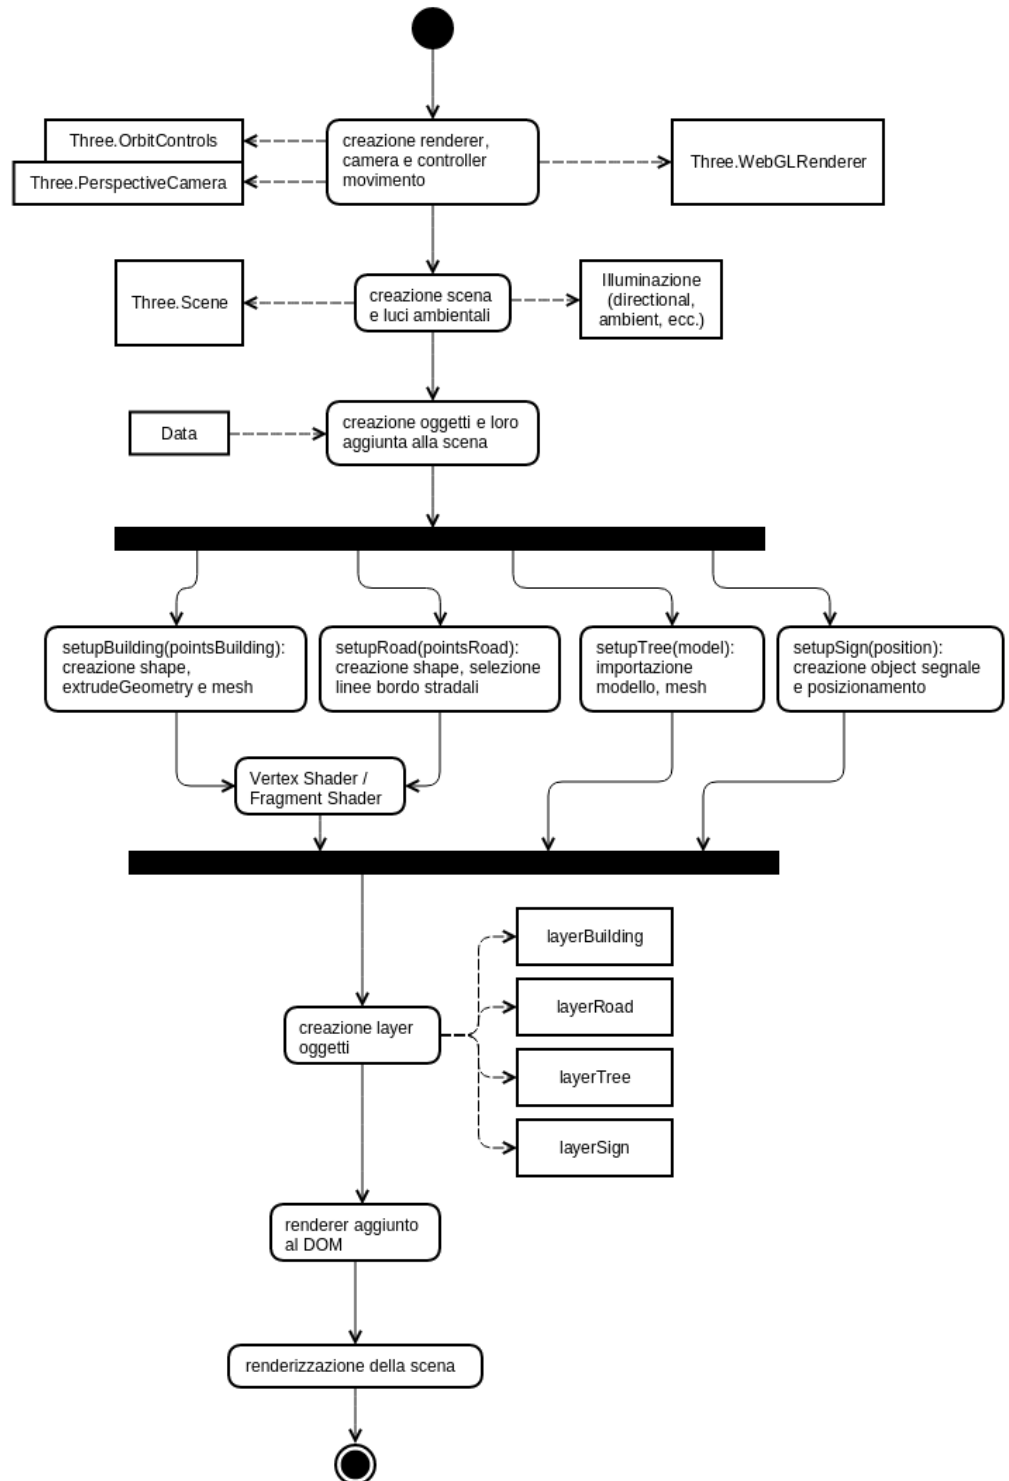 Three.OrbitControls
Three.PerspectiveCamera
creazione renderer,
camera e controller
movimento
Three.WebGLRenderer
Three.Scene
creazione scena
e luci ambientali
Illuminazione
(directional,
ambient, ecc.)
Data
creazione oggetti e loro
aggiunta alla scena
setupBuilding(pointsBuilding):
creazione shape,
extrudeGeometry e mesh
setupRoad(pointsRoad):
creazione shape, selezione
linee bordo stradali
setupTree(model):
importazione
modello, mesh
setupSign(position):
creazione object segnale
e posizionamento
Vertex Shader /
Fragment Shader
layerBuilding
layerRoad
creazione layer
oggetti
layerTree
layerSign
renderer aggiunto
al DOM
renderizzazione della scena